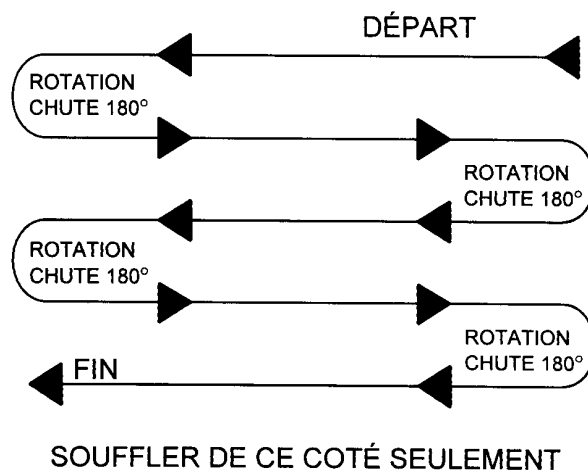 DÉPART
ROTATION
CHUTE 180°
ROTATION
CHUTE 180°
ROTATION
CHUTE 180°
ROTATION
CHUTE 180°
FIN
SOUFFLER DE CE COTÉ SEULEMENT